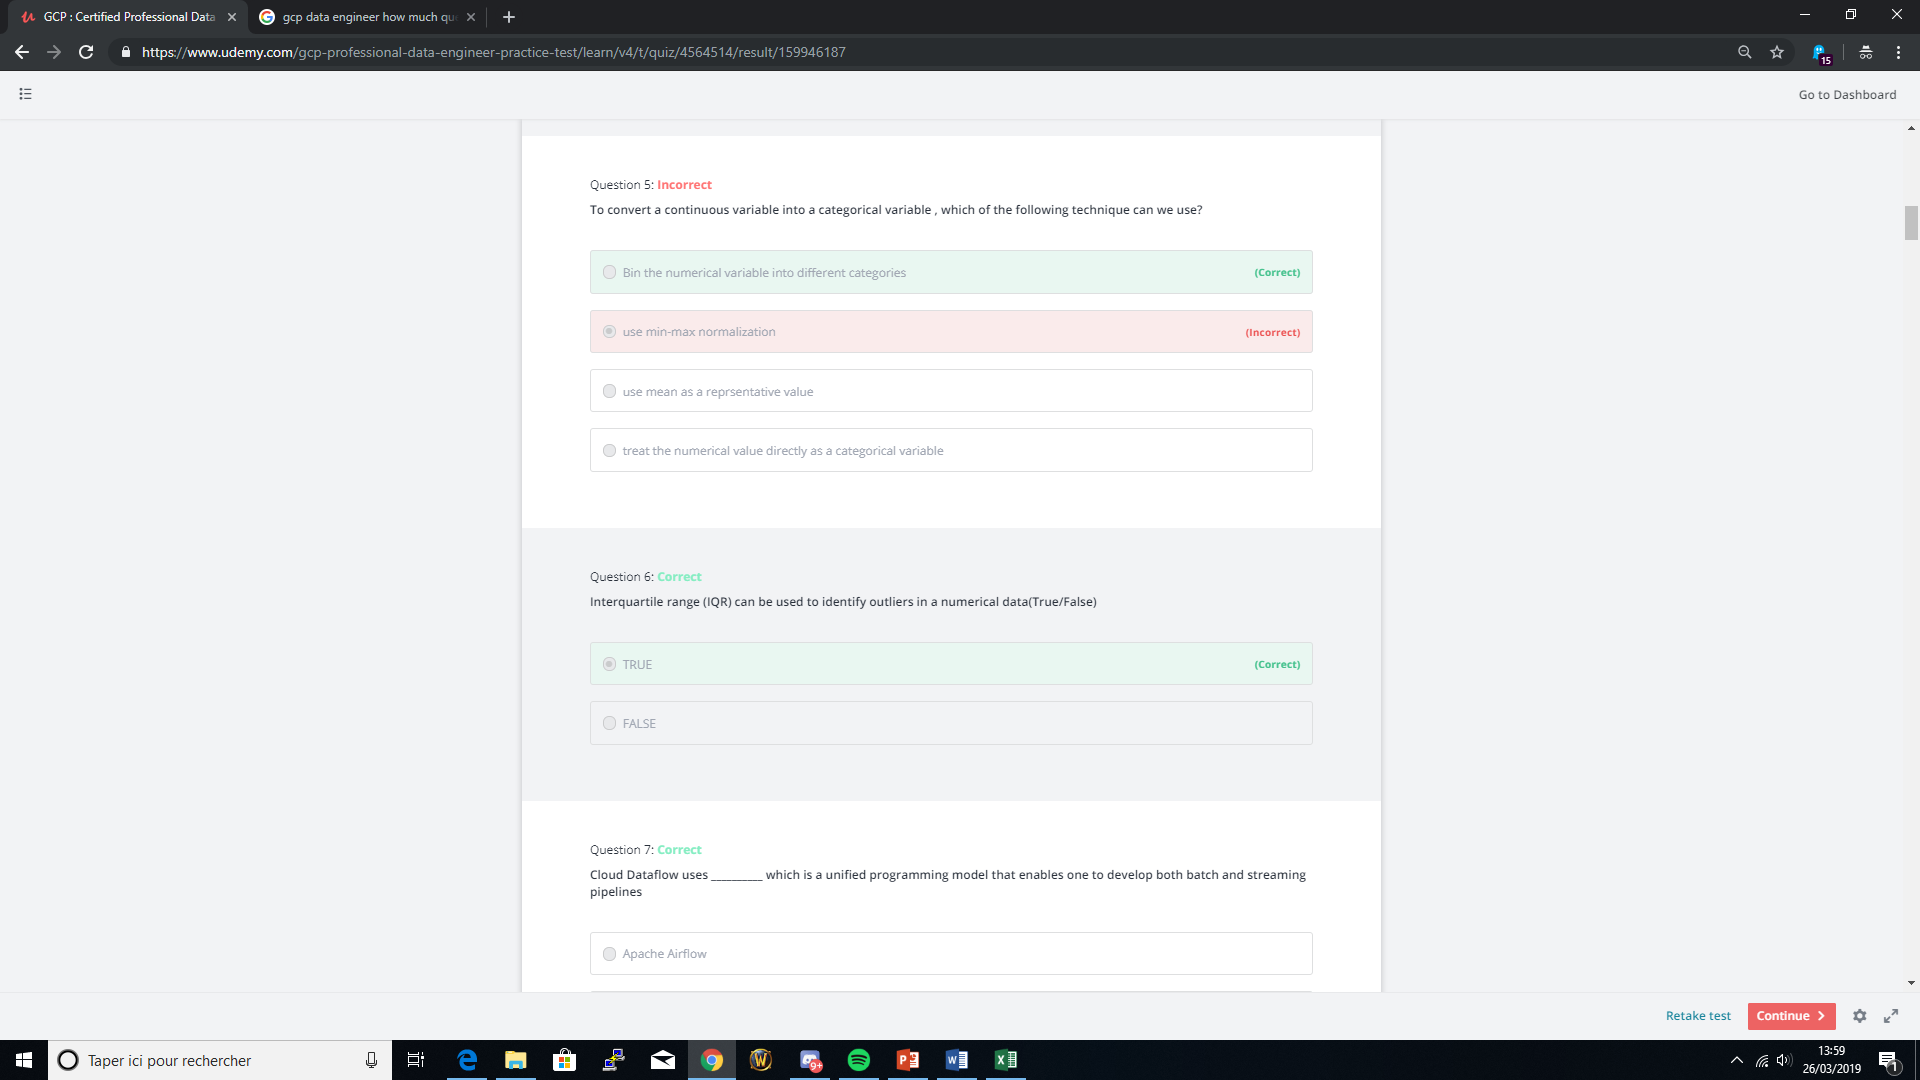 GCP : Certified Professional Data
gcp data engineer how much qu
https://www.udemy.com/gcp-professional-data-engineer-practice-test/learn/v4/t/quiz/4564514/result/159946187
15
Go to Dashboard
Question 5: Incorrect
To convert a continuous variable into a categorical variable , which of the following technique can we use?
Bin the numerical variable into different categories (Correct)
use min-max normalization (Incorrect)
use mean as a reprsentative value
treat the numerical value directly as a categorical variable
Question 6: Correct
Interquartile range (IQR) can be used to identify outliers in a numerical data(True/False)
TRUE (Correct)
FALSE
Question 7: Correct
Cloud Dataflow uses __________ which is a unified programming model that enables one to develop both batch and streaming
pipelines
Apache Airflow
Retake test
Continue
Taper ici pour rechercher
9+
13:59
26/03/2019
1